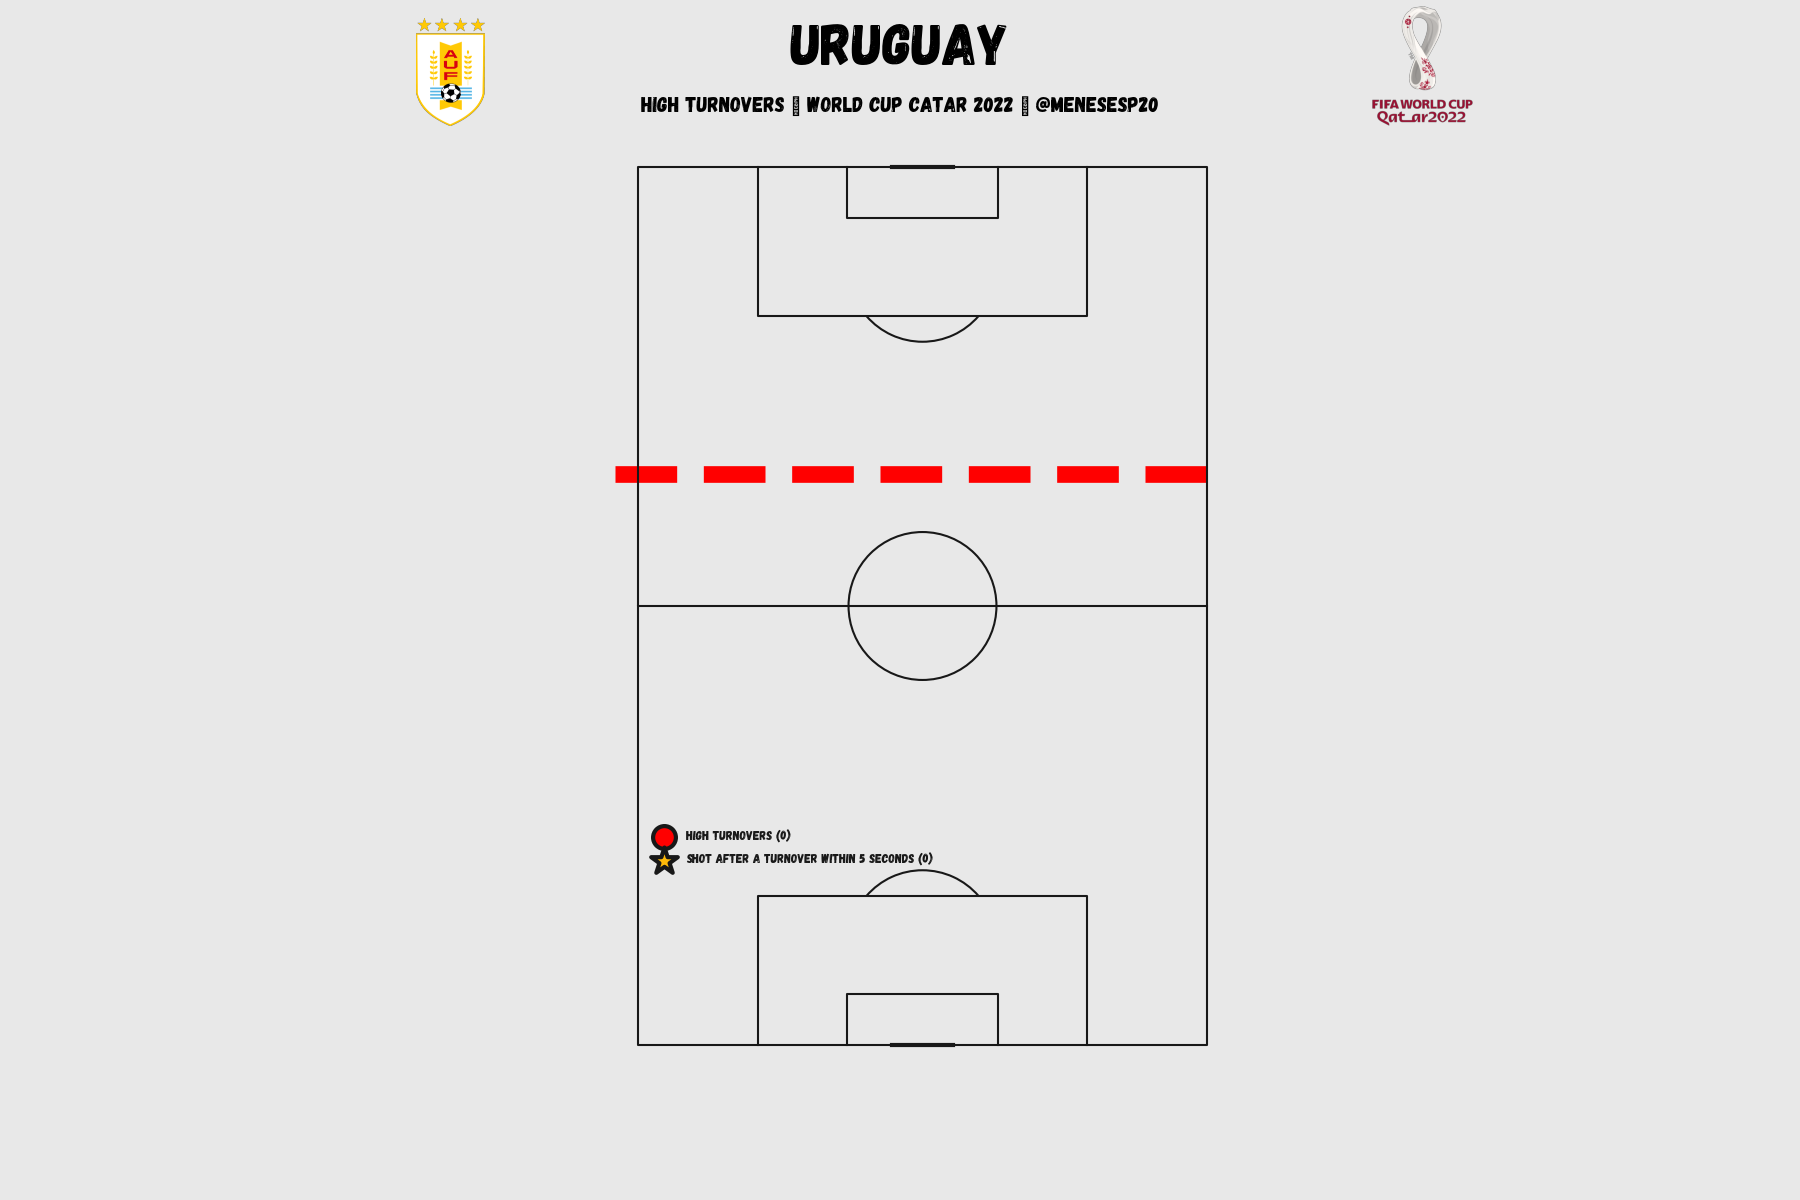 URUGUAY
HIGH TURNOVERS ▯ WORLD CUP CATAR 2022 ▯ @MENESESP20
AUF
FIFA WORLD CUP
Qatar2022
HIGH TURNOVERS (0)
SHOT AFTER A TURNOVER WITHIN 5 SECONDS (0)